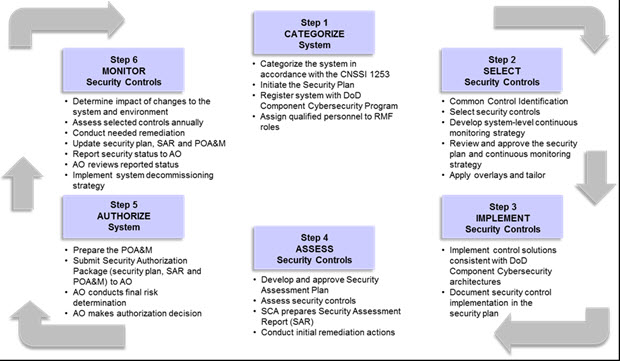 Step 1
CATEGORIZE
System
• Categorize the system in
accordance with the CNSSI 1253
• Initiate the Security Plan
• Register system with DoD
Component Cybersecurity Program
• Assign qualified personnel to RMF
roles
Step 2
SELECT
Security Controls
• Common Control Identification
• Select security controls
• Develop system-level continuous
monitoring strategy
• Review and approve the security
plan and continuous monitoring
strategy
• Apply overlays and tailor
Step 3
IMPLEMENT
Security Controls
• Implement control solutions
consistent with DoD
Component Cybersecurity
architectures
• Document security control
implementation in the
security plan
Step 4
ASSESS
Security Controls
• Develop and approve Security
Assessment Plan
• Assess security controls
• SCA prepares Security Assessment
Report (SAR)
• Conduct initial remediation actions
Step 5
AUTHORIZE
System
• Prepare the POA&M
• Submit Security Authorization
Package (security plan, SAR and
POA&M) to AO
• AO conducts final risk
determination
• AO makes authorization decision
Step 6
MONITOR
Security Controls
• Determine impact of changes to the
system and environment
• Assess selected controls annually
• Conduct needed remediation
• Update security plan, SAR and POA&M
• Report security status to AO
• AO reviews reported status
• Implement system decommissioning
strategy